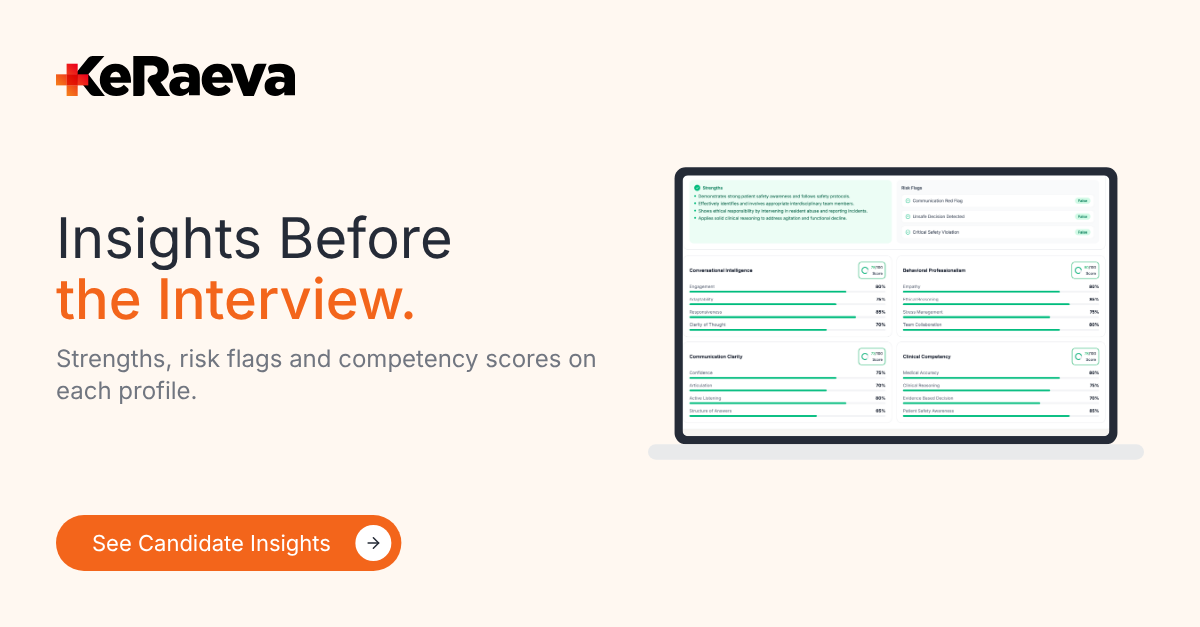 KeRaeva
Insights Before
the Interview.
Strengths, risk flags and competency scores on
each profile.
See Candidate Insights
Strengths
Demonstrates strong patient safety awareness and follows safety protocols.
Effectively identifies and involves appropriate interdisciplinary team members.
Shows ethical responsibility by intervening in resident abuse and reporting incidents.
Applies solid clinical reasoning to address agitation and functional decline.
Risk Flags
Communication Red Flag False
Unsafe Decision Detected False
Critical Safety Violation False
Conversational Intelligence
Score
Engagement 80%
Adaptability 75%
Responsiveness 85%
Clarity of Thought 70%
Behavioral Professionalism
Score
Empathy 80%
Ethical Reasoning 85%
Stress Management 75%
Team Collaboration 80%
Communication Clarity
Score
Confidence 75%
Articulation 70%
Active Listening 80%
Structure of Answers 65%
Clinical Competency
Score
Medical Accuracy 80%
Clinical Reasoning 75%
Evidence Based Decision 70%
Patient Safety Awareness 85%